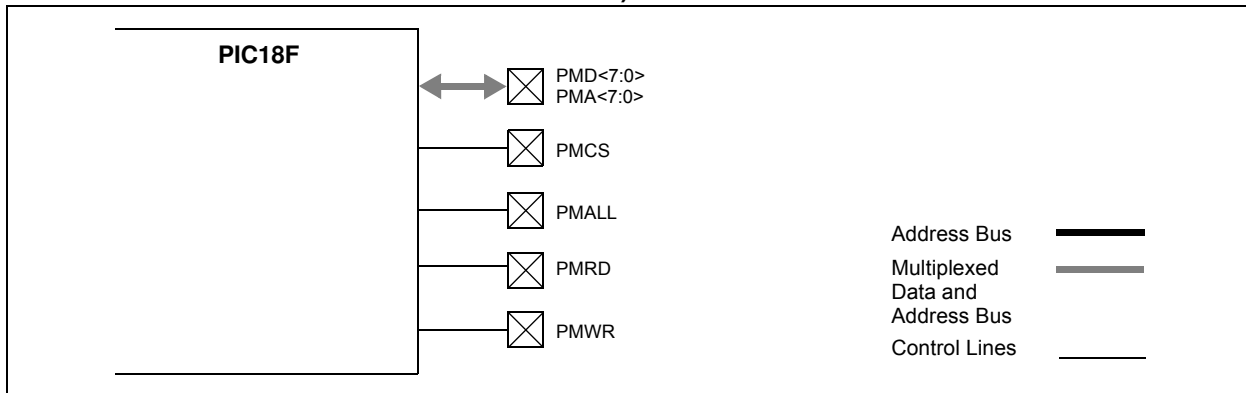 PIC18F
PMD<7:0>
PMA<7:0>
PMCS
PMALL
PMRD
PMWR
Address Bus
Multiplexed
Data and
Address Bus
Control Lines